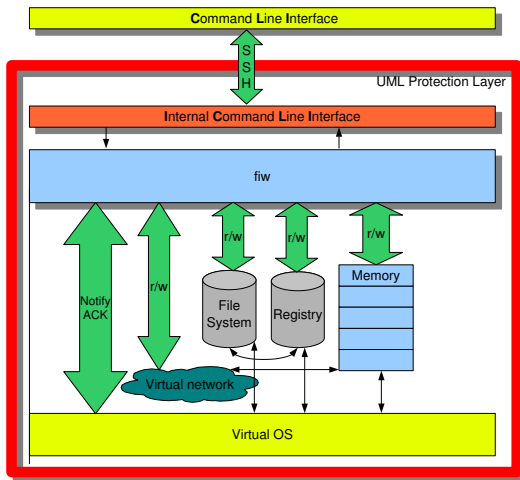 Command Line Interface
S
S
H
UML Protection Layer
Internal Command Line Interface
fiw
r/w
r/w
r/w
Notify
ACK
r/w
File
System
Registry
Memory
Virtual network
Virtual OS